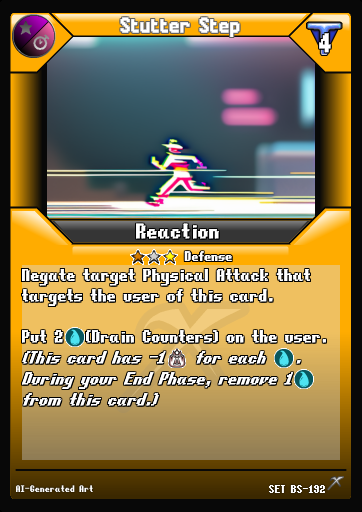 Stutter Step
4
Reaction
Defense
Negate target Physical Attack that
targets the user of this card.
Put 2 (Drain Counters) on the user.
(This card has -1 for each .
During your End Phase, remove 1
from this card.)
AI-Generated Art
SET BS-192